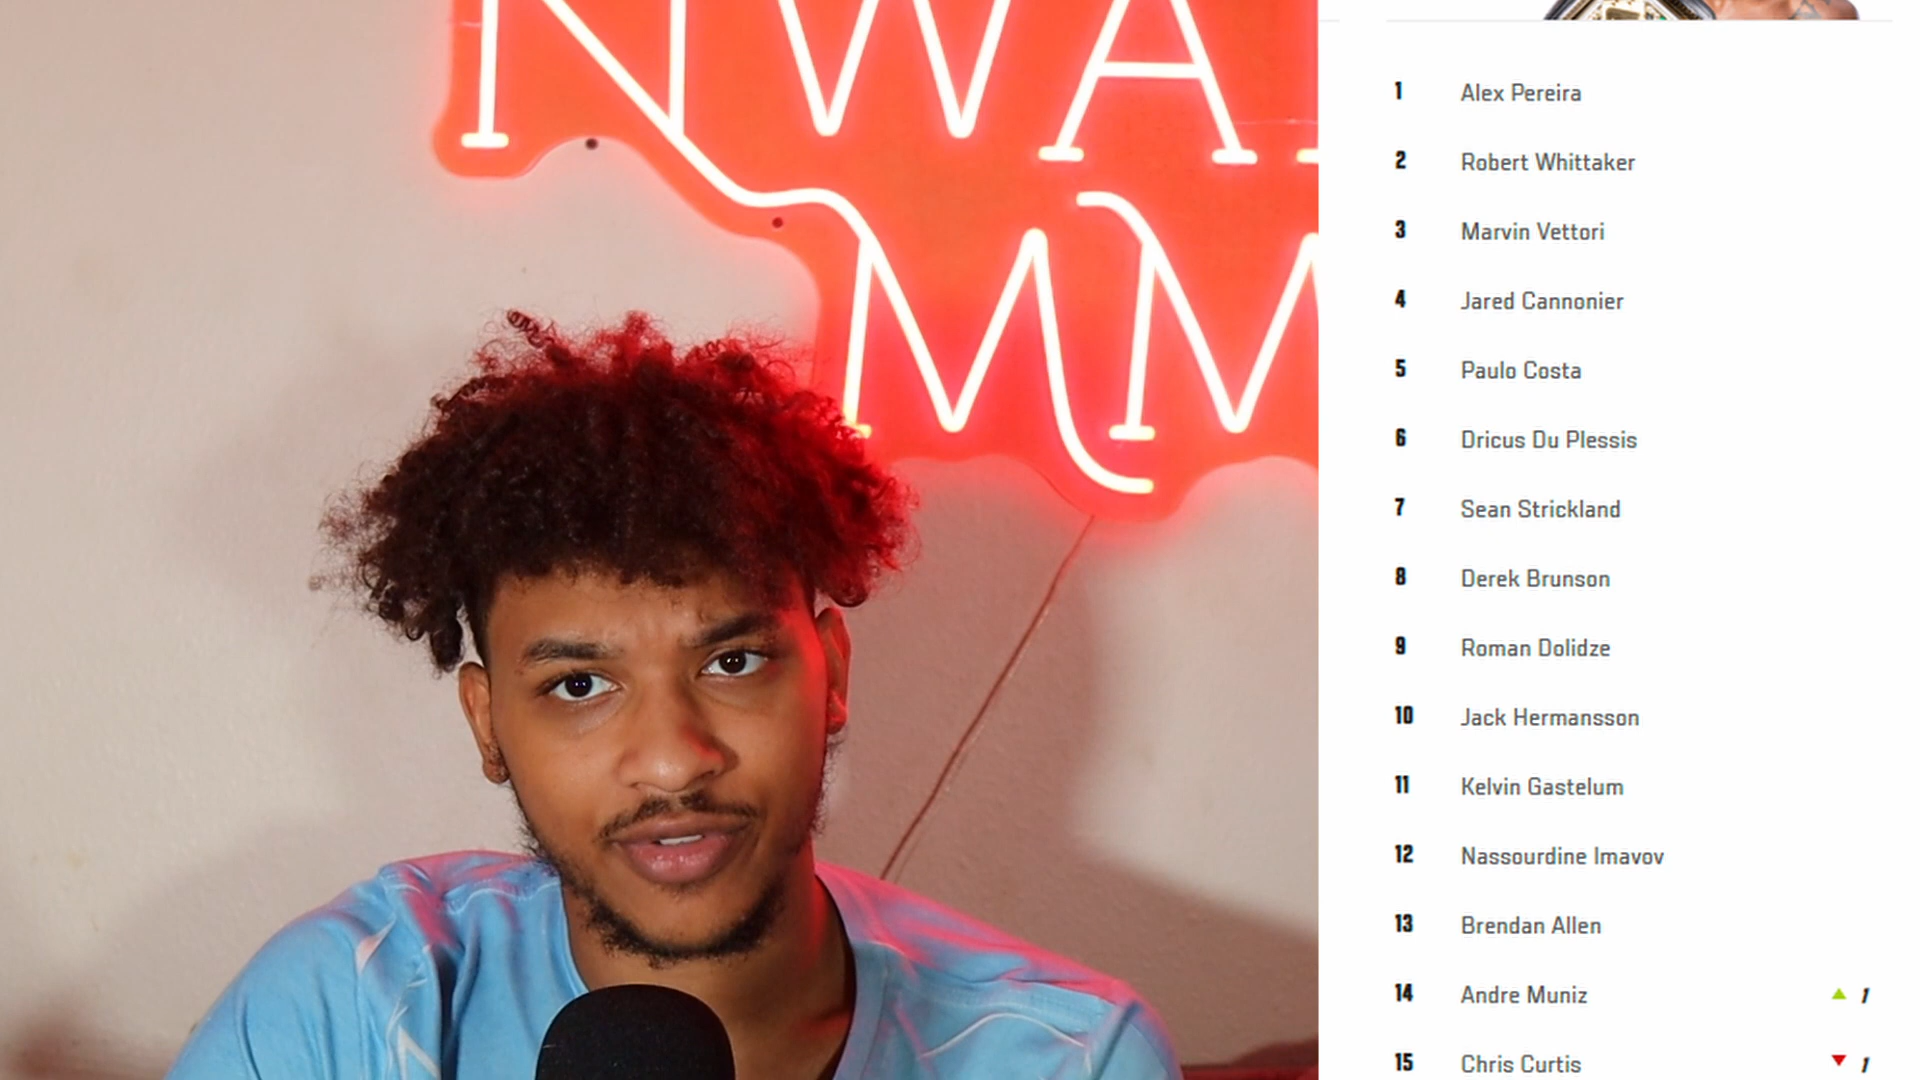 NWA
MM
1 Alex Pereira
2 Robert Whittaker
3 Marvin Vettori
4 Jared Cannonier
5 Paulo Costa
6 Dricus Du Plessis
7 Sean Strickland
8 Derek Brunson
9 Roman Dolidze
10 Jack Hermansson
11 Kelvin Gastelum
12 Nassourdine Imavov
13 Brendan Allen
14 Andre Muniz 1
15 Chris Curtis 1